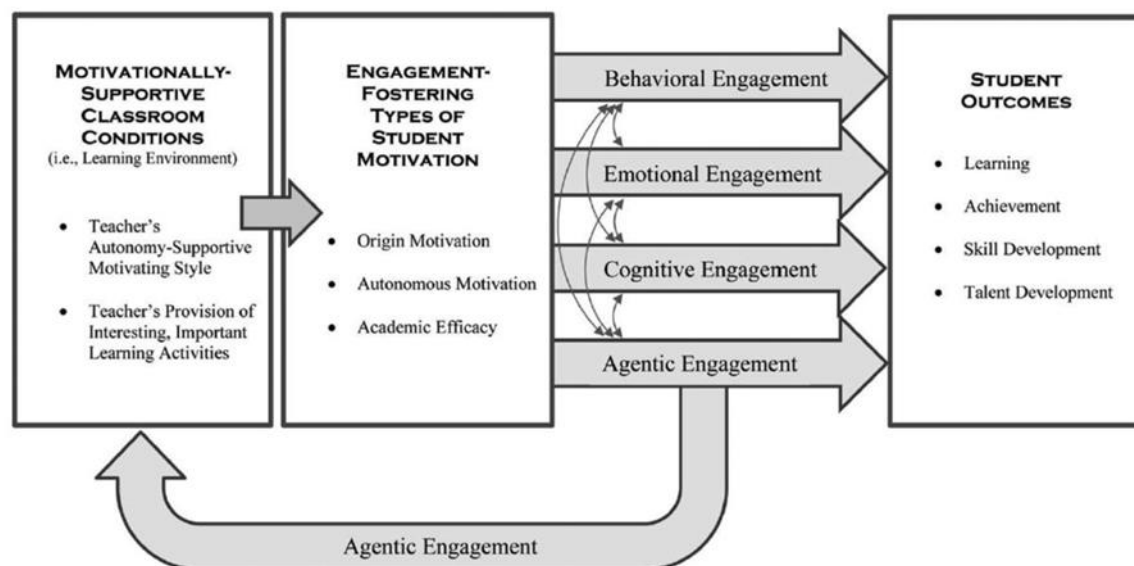 MOTIVATIONALLY-
SUPPORTIVE
CLASSROOM
CONDITIONS
(i.e., Learning Environment)
• Teacher's
Autonomy-Supportive
Motivating Style
• Teacher's Provision of
Interesting, Important
Learning Activities
ENGAGEMENT-
FOSTERING
TYPES OF
STUDENT
MOTIVATION
• Origin Motivation
• Autonomous Motivation
• Academic Efficacy
Behavioral Engagement
Emotional Engagement
Cognitive Engagement
Agentic Engagement
STUDENT
OUTCOMES
• Learning
• Achievement
• Skill Development
• Talent Development
Agentic Engagement